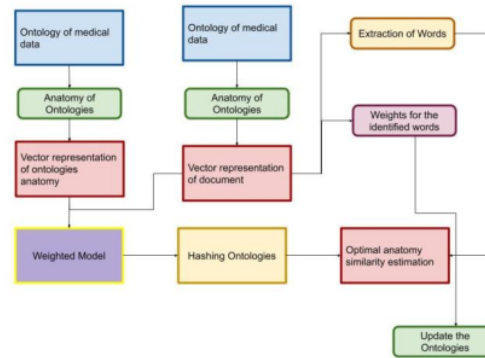 Ontology of medical
data
Ontology of medical
data
Extraction of Words
Anatomy of
Ontologies
Anatomy of
Ontologies
Weights for the
identified words
Vector representation
of ontologies
anatomy
Vector representation
of document
Weighted Model
Hashing Ontologies
Optimal anatomy
similarity estimation
Update the
Ontologies